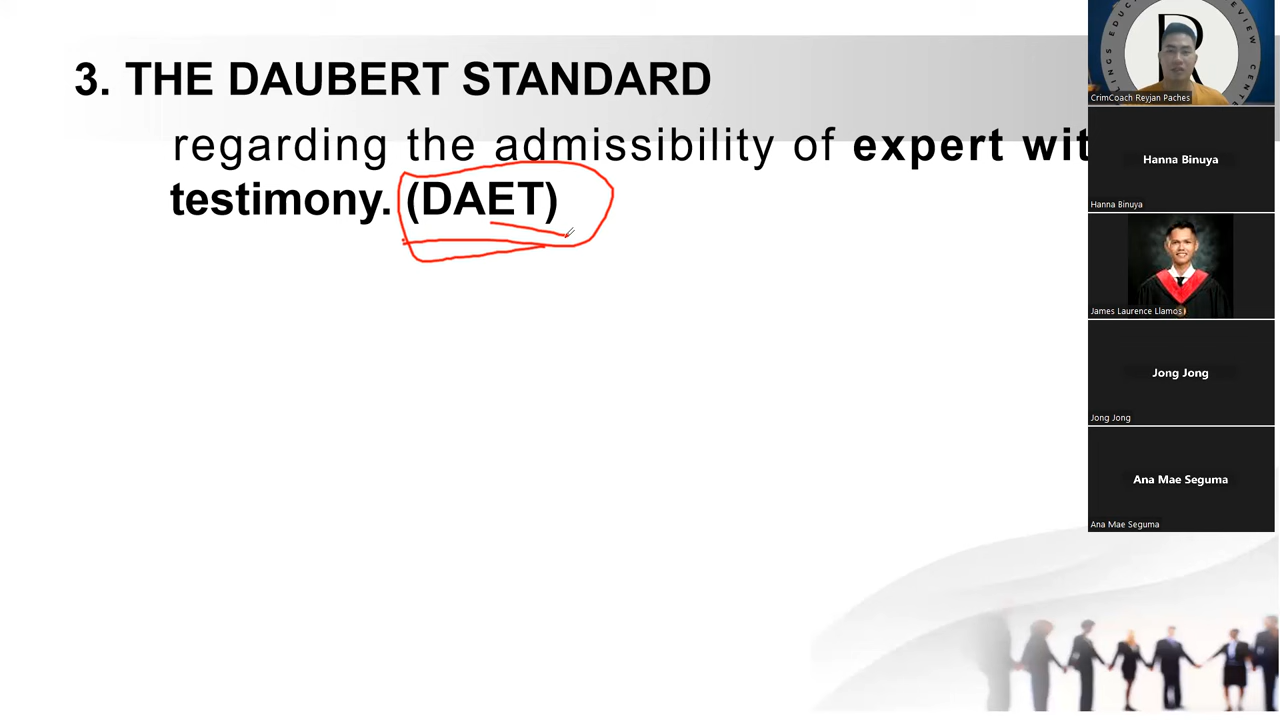 3. THE DAUBERT STANDARD
regarding the admissibility of expert wit
testimony. (DAET)
R
CrimCoach Reyjan Paches
Hanna Binuya
Hanna Binuya
James Laurence Llamos
Jong Jong
Jong Jong
Ana Mae Seguma
Ana Mae Seguma